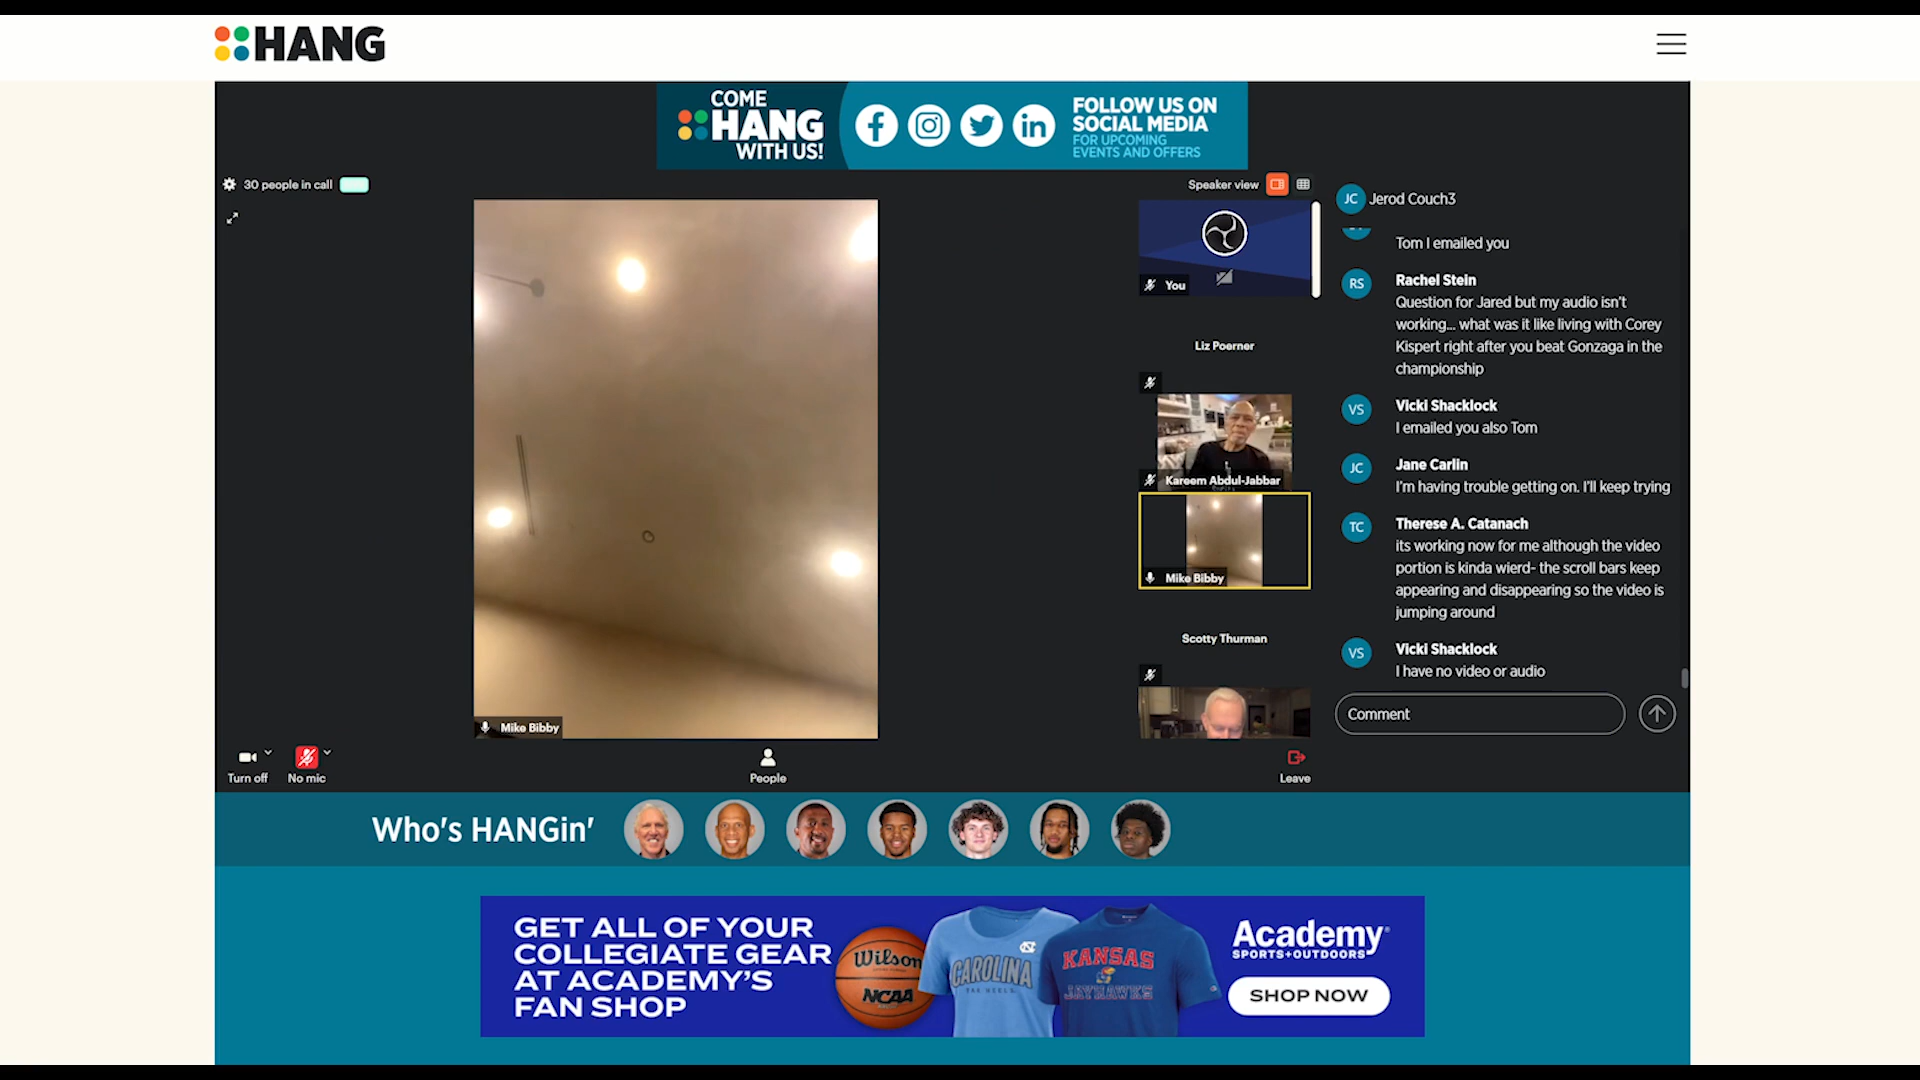 HANG
COME
HANG
WITH US!
FOLLOW US ON
SOCIAL MEDIA
FOR UPCOMING
EVENTS AND OFFERS
30 people in call
Speaker view
You
Liz Poerner
Kareem Abdul-Jabbar
Mike Bibby
Scotty Thurman
Mike Bibby
JC Jerod Couch3
Tom I emailed you
RS Rachel Stein
Question for Jared but my audio isn't
working... what was it like living with Corey
Kispert right after you beat Gonzaga in the
championship
VS Vicki Shacklock
I emailed you also Tom
JC Jane Carlin
I'm having trouble getting on. I'll keep trying
TC Therese A. Catanach
its working now for me although the video
portion is kinda wierd- the scroll bars keep
appearing and disappearing so the video is
jumping around
VS Vicki Shacklock
I have no video or audio
Comment
Turn off
No mic
People
Leave
Who's HANGin'
GET ALL OF YOUR
COLLEGIATE GEAR
AT ACADEMY'S
FAN SHOP
Wilson
NCAA
NC
CAROLINA
TAR HEELS
KANSAS
JAYHAWKS
Academy
SPORTS+OUTDOORS
SHOP NOW